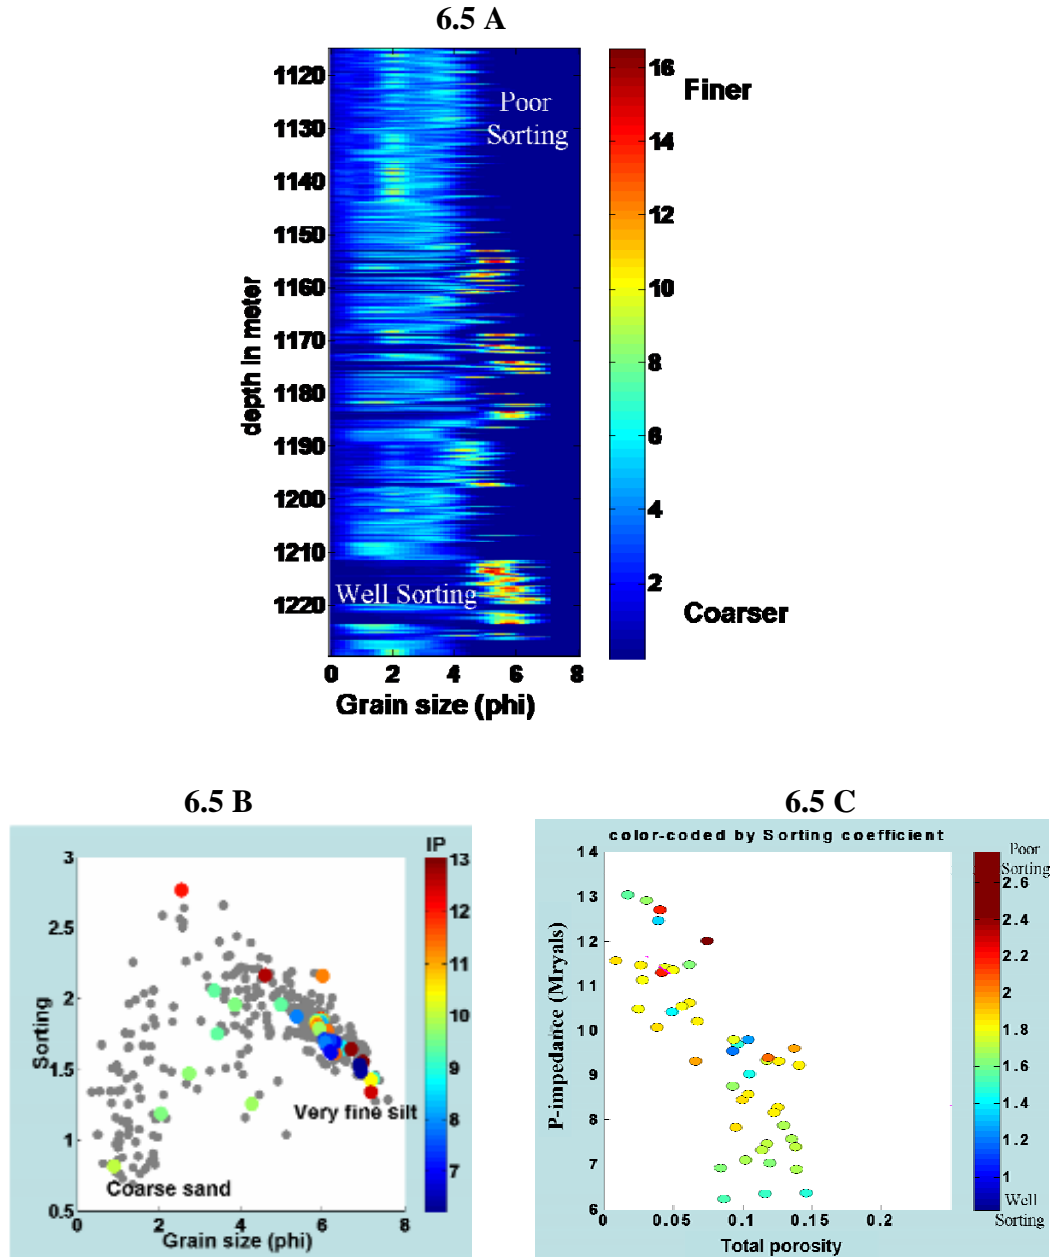 6.5 A
1120
1130
1140
1150
1160
1170
1180
1190
1200
1210
1220
depth in meter
Poor
Sorting
Well Sorting
0 2 4 6 8
Grain size (phi)
16
14
12
10
8
6
4
2
Finer
Coarser
6.5 B
IP
3
2.5
2
1.5
1
0.5
Sorting
Very fine silt
Coarse sand
0 2 4 6 8
Grain size (phi)
13
12
11
10
9
8
7
6.5 C
color-coded by Sorting coefficient
14
13
12
11
10
9
8
7
6
P-impedance (Mryals)
0 0.05 0.1 0.15 0.2
Total porosity
Poor
Sorting
2.6
2.4
2.2
2
1.8
1.6
1.4
1.2
1
Well
Sorting